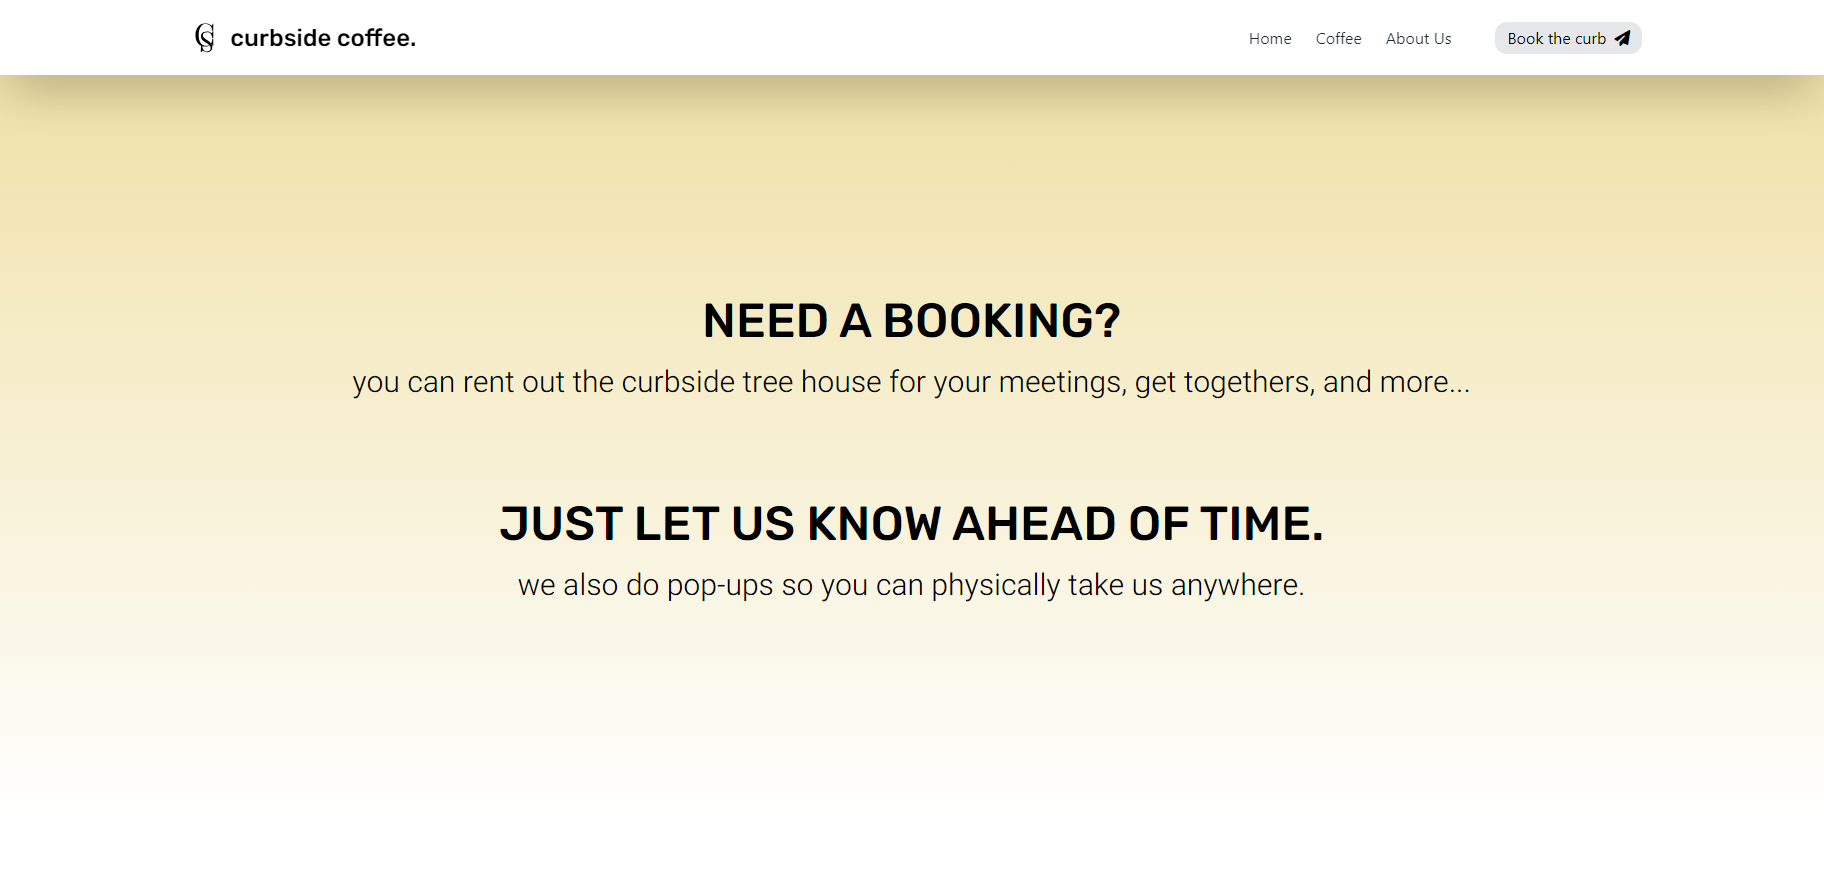 CS curbside coffee.
Home Coffee About Us Book the curb
NEED A BOOKING?
you can rent out the curbside tree house for your meetings, get togethers, and more...
JUST LET US KNOW AHEAD OF TIME.
we also do pop-ups so you can physically take us anywhere.